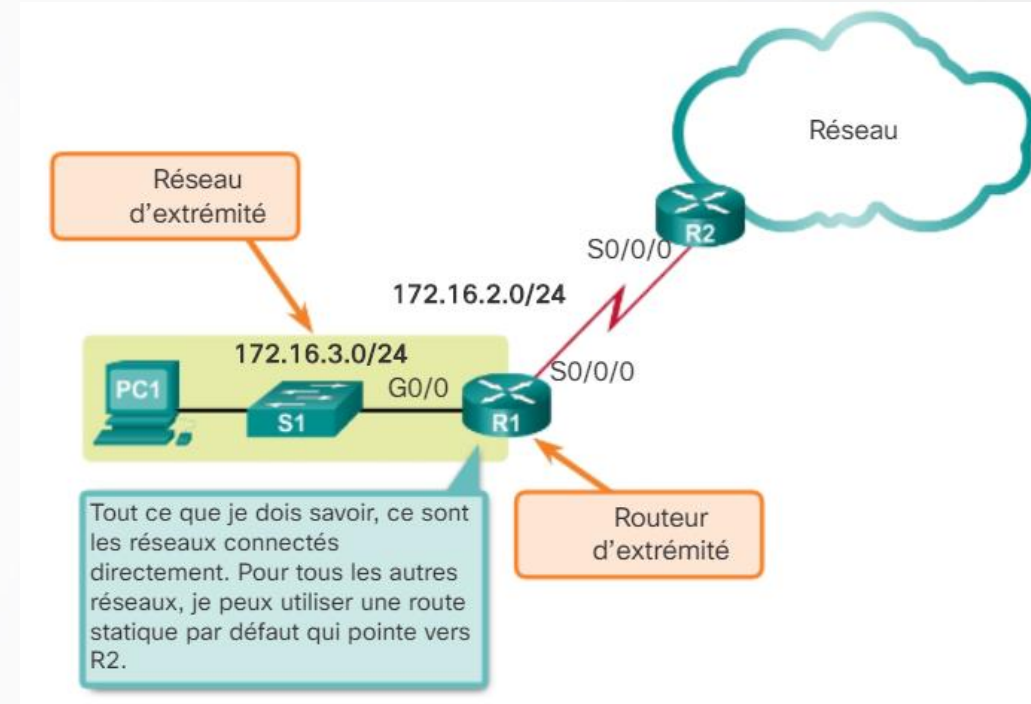 Réseau
Réseau
d'extrémité
R2
S0/0/0
172.16.2.0/24
172.16.3.0/24
S0/0/0
PC1
G0/0
S1
R1
Tout ce que je dois savoir, ce sont
les réseaux connectés
directement. Pour tous les autres
réseaux, je peux utiliser une route
statique par défaut qui pointe vers
R2.
Routeur
d'extrémité